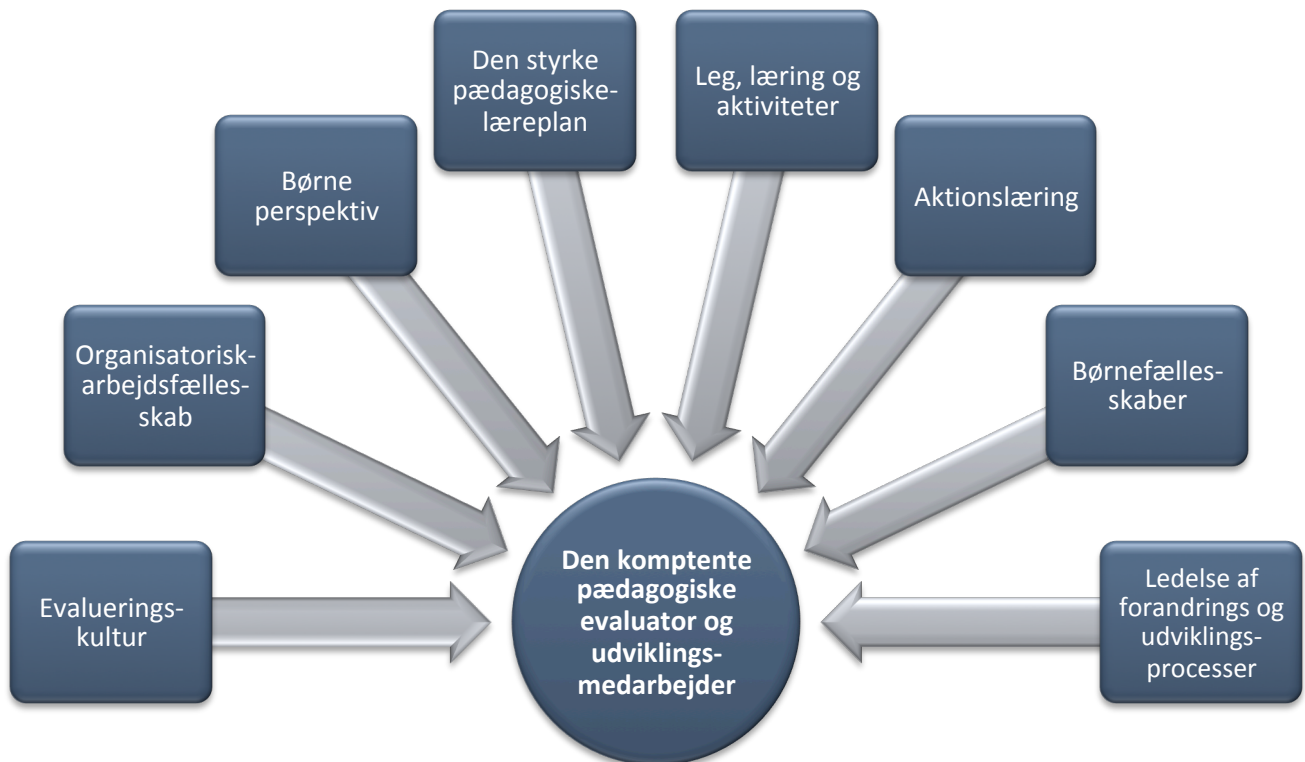 Evaluerings-
kultur
Organisatorisk-
arbejdsfælles-
skab
Børne
perspektiv
Den styrke
pædagogiske-
læreplan
Leg, læring og
aktiviteter
Aktionslæring
Børnefælles-
skaber
Ledelse af
forandrings og
udviklings-
processer
Den komptente
pædagogiske
evaluator og
udviklings-
medarbejder